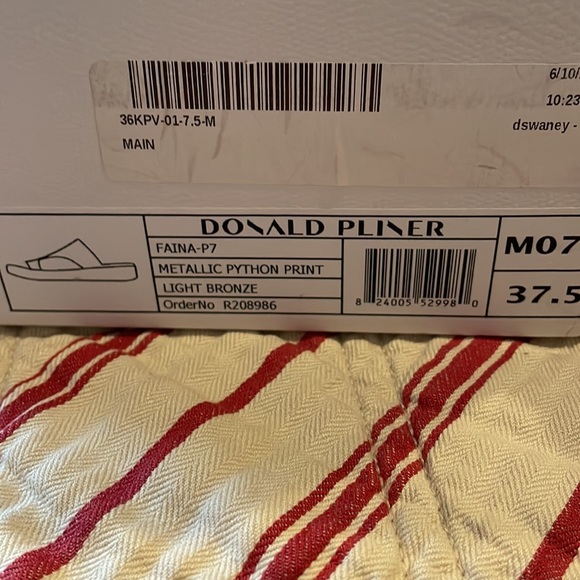 6/10/
10:23
36KPV-01-7.5-M
dswaney -
MAIN
DONALD PLINER
FAINA-P7
METALLIC PYTHON PRINT
LIGHT BRONZE
OrderNo R208986
8 24005 52998 0
M07
37.5